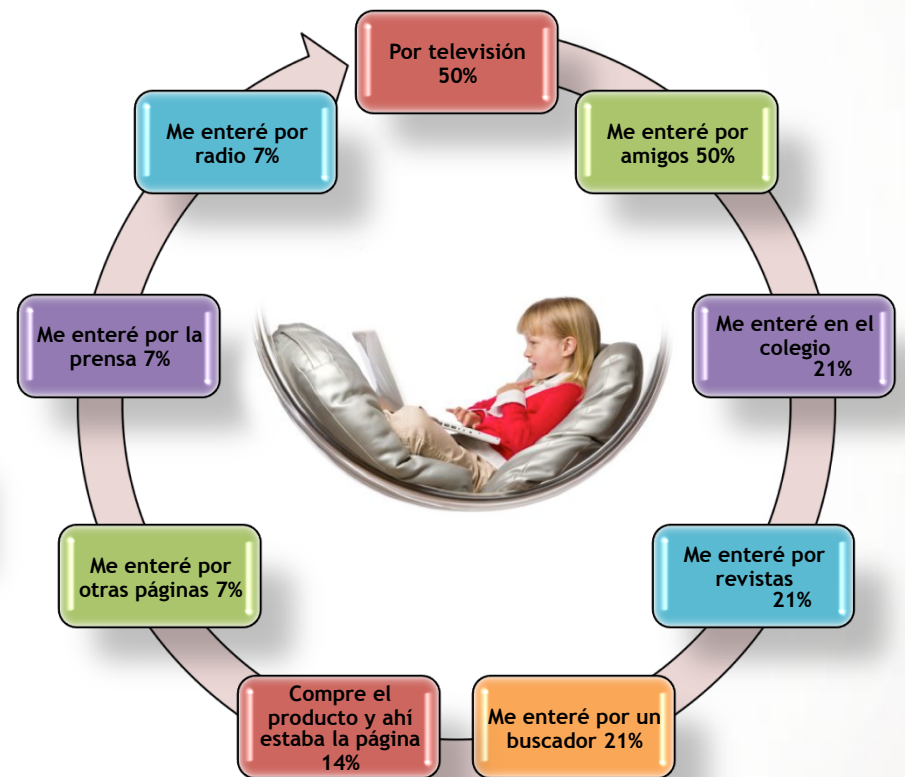 Por televisión
50%
Me enteré por
amigos 50%
Me enteré en el
colegio
21%
Me enteré por
revistas
21%
Me enteré por un
buscador 21%
Compre el
producto y ahí
estaba la página
14%
Me enteré por
otras páginas 7%
Me enteré por la
prensa 7%
Me enteré por
radio 7%